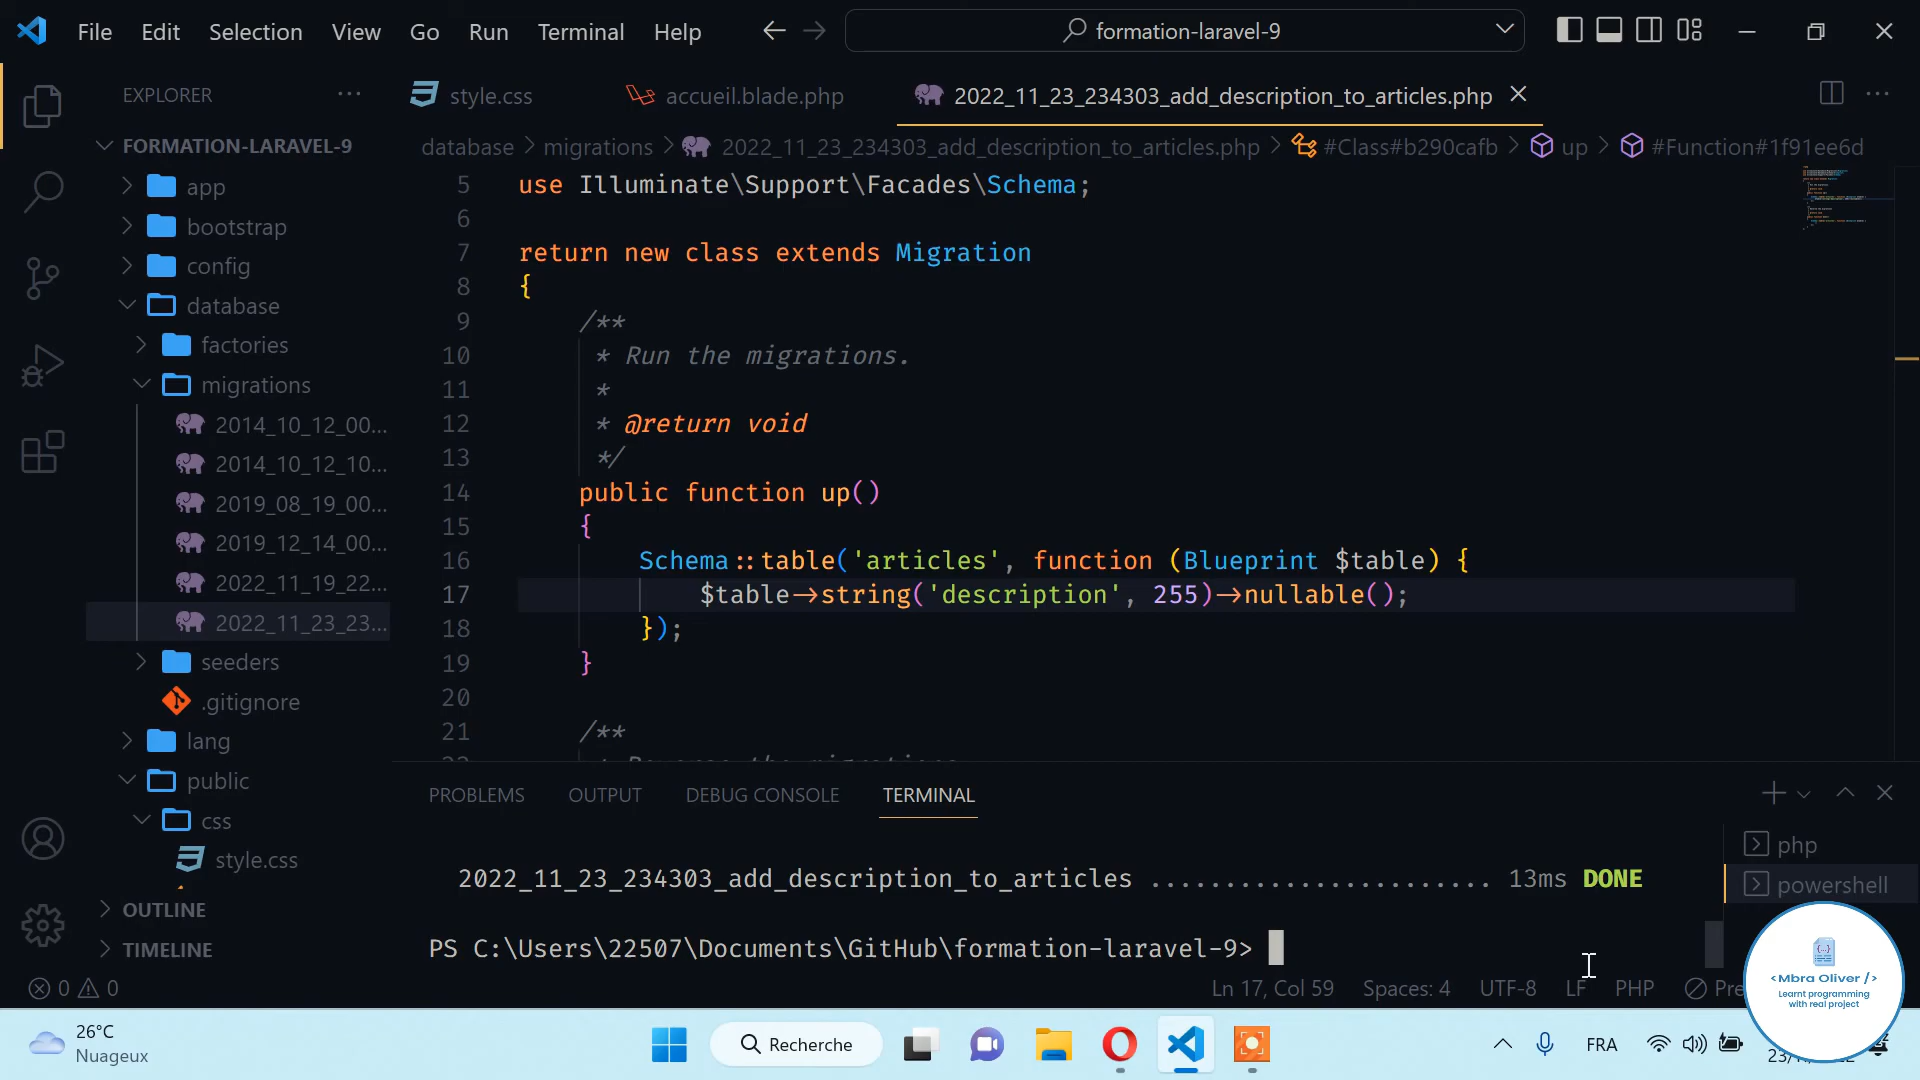 File Edit Selection View Go Run Terminal Help
formation-laravel-9
EXPLORER
style.css
accueil.blade.php
2022_11_23_234303_add_description_to_articles.php
FORMATION-LARAVEL-9
database > migrations > 2022_11_23_234303_add_description_to_articles.php > #Class#b290cafb > up > #Function#1f91ee6d
app
bootstrap
config
database
factories
migrations
2014_10_12_00...
2014_10_12_10...
2019_08_19_00...
2019_12_14_00...
2022_11_19_22...
2022_11_23_23...
seeders
.gitignore
lang
public
css
style.css
OUTLINE
TIMELINE
5 use Illuminate\Support\Facades\Schema;
6
7 return new class extends Migration
8 {
9 /**
10 * Run the migrations.
11 *
12 * @return void
13 */
14 public function up()
15 {
16 Schema::table('articles', function (Blueprint $table) {
17 $table->string('description', 255)->nullable();
18 });
19 }
20
21 /**
PROBLEMS OUTPUT DEBUG CONSOLE TERMINAL
php
powershell
2022_11_23_234303_add_description_to_articles ....................... 13ms DONE
PS C:\Users\22507\Documents\GitHub\formation-laravel-9>
0 0
Ln 17, Col 59 Spaces: 4 UTF-8 LF PHP
{...}
<Mbra Oliver />
Learnt programming
with real project
26°C
Nuageux
Recherche
FRA